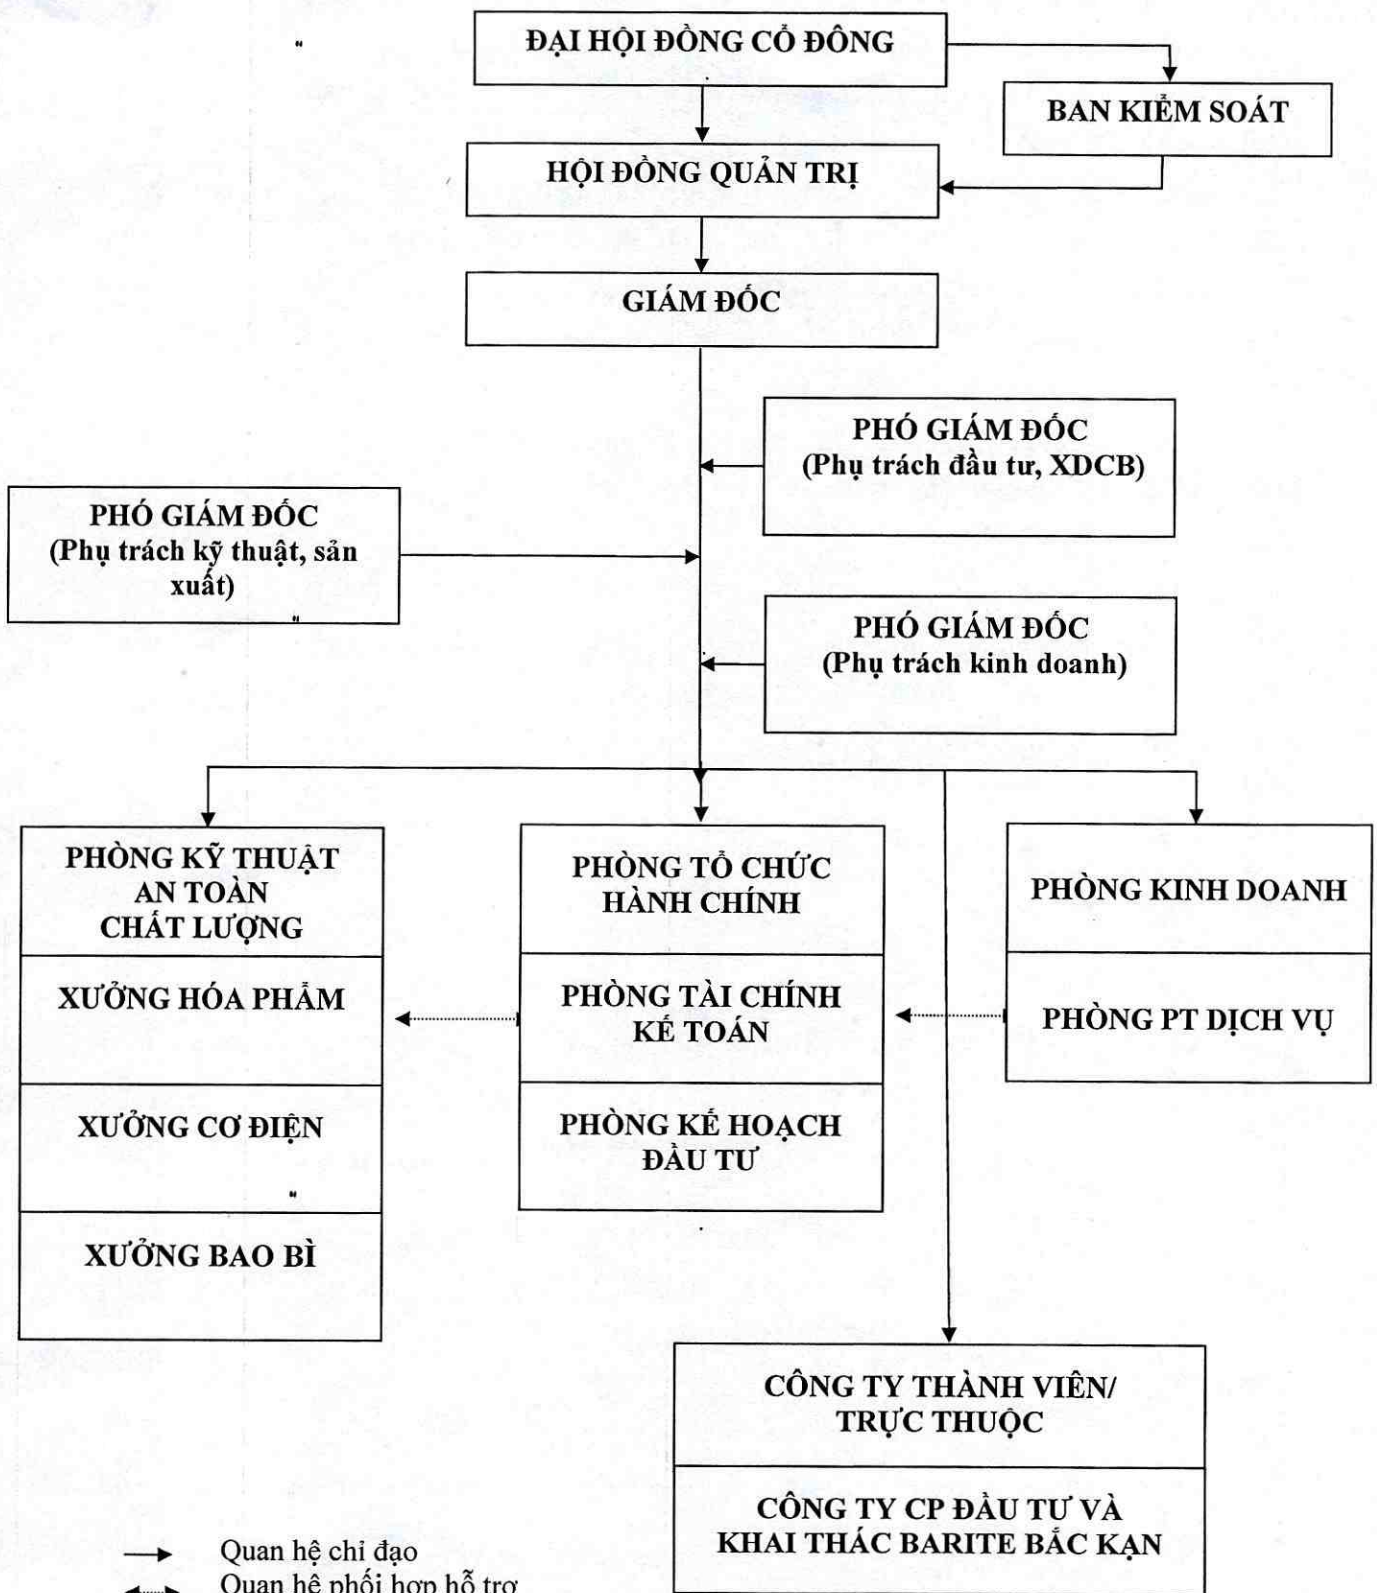 ĐẠI HỘI ĐỒNG CỔ ĐÔNG
BAN KIỂM SOÁT
HỘI ĐỒNG QUẢN TRỊ
GIÁM ĐỐC
PHÓ GIÁM ĐỐC
(Phụ trách đầu tư, XDCB)
PHÓ GIÁM ĐỐC
(Phụ trách kỹ thuật, sản
xuất)
PHÓ GIÁM ĐỐC
(Phụ trách kinh doanh)
PHÒNG KỸ THUẬT
AN TOÀN
CHẤT LƯỢNG
XƯỞNG HÓA PHẨM
XƯỞNG CƠ ĐIỆN
XƯỞNG BAO BÌ
PHÒNG TỔ CHỨC
HÀNH CHÍNH
PHÒNG TÀI CHÍNH
KẾ TOÁN
PHÒNG KẾ HOẠCH
ĐẦU TƯ
PHÒNG KINH DOANH
PHÒNG PT DỊCH VỤ
CÔNG TY THÀNH VIÊN/
TRỰC THUỘC
CÔNG TY CP ĐẦU TƯ VÀ
KHAI THÁC BARITE BẮC KẠN
Quan hệ chỉ đạo
Quan hệ phối hợp hỗ trợ